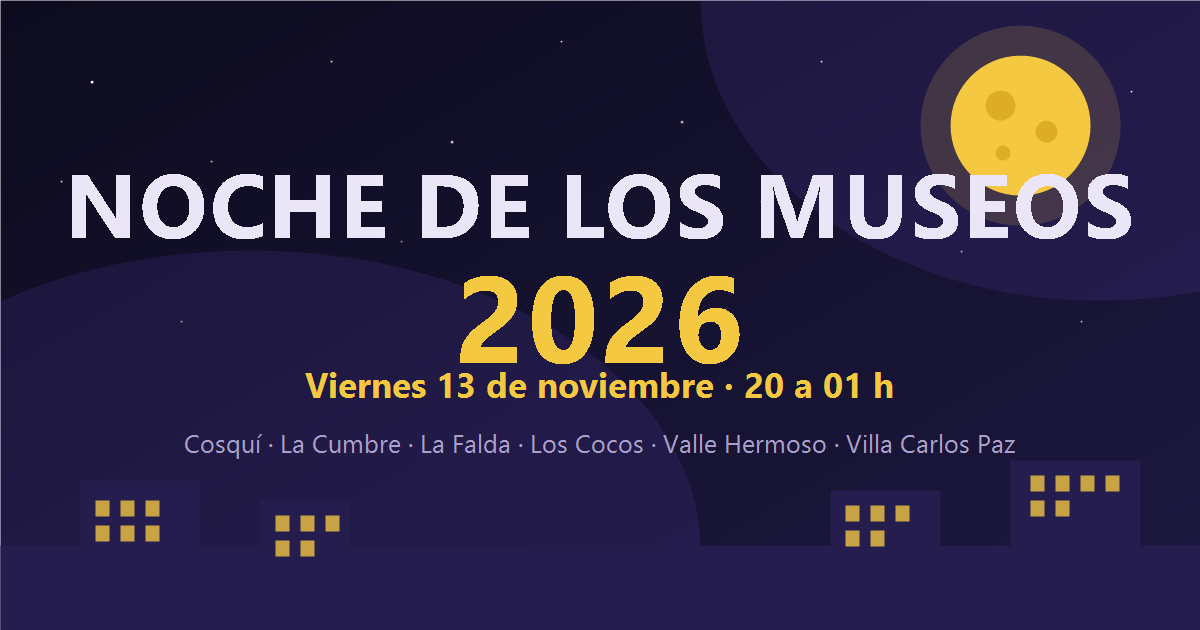 NOCHE DE LOS MUSEOS
2026
Viernes 13 de noviembre · 20 a 01 h
Cosquí · La Cumbre · La Falda · Los Cocos · Valle Hermoso · Villa Carlos Paz